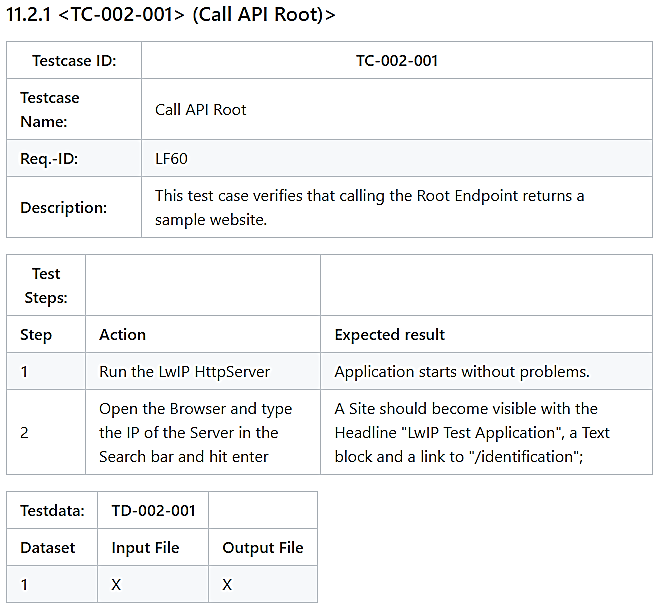 11.2.1 <TC-002-001> (Call API Root)>
Testcase ID: TC-002-001
Testcase
Name: Call API Root
Req.-ID: LF60
Description: This test case verifies that calling the Root Endpoint returns a
sample website.
Test
Steps:
Step Action Expected result
1 Run the LwIP HttpServer Application starts without problems.
2 Open the Browser and type
the IP of the Server in the
Search bar and hit enter
A Site should become visible with the
Headline "LwIP Test Application", a Text
block and a link to "/identification";
Testdata: TD-002-001
Dataset Input File Output File
1 X X